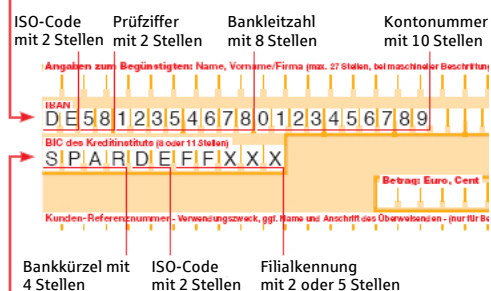 ISO-Code mit 2 Stellen
Prüfziffer mit 2 Stellen
Bankleitzahl mit 8 Stellen
Kontonummer mit 10 Stellen
Angaben zum Begünstigten: Name, Vorname/Firma (max. 27 Stellen, bei maschineller Beschriftung
IBAN
DE58123546780123456789
BIC des Kreditinstituts (8 oder 11 Stellen)
SPARDEFFXXX
Betrag: Euro, Cent
Kunden-Referenznummer - Verwendungszweck, ggf. Name und Anschrift des Überweisenden - (nur für Be
Bankkürzel mit 4 Stellen
ISO-Code mit 2 Stellen
Filialkennung mit 2 oder 5 Stellen